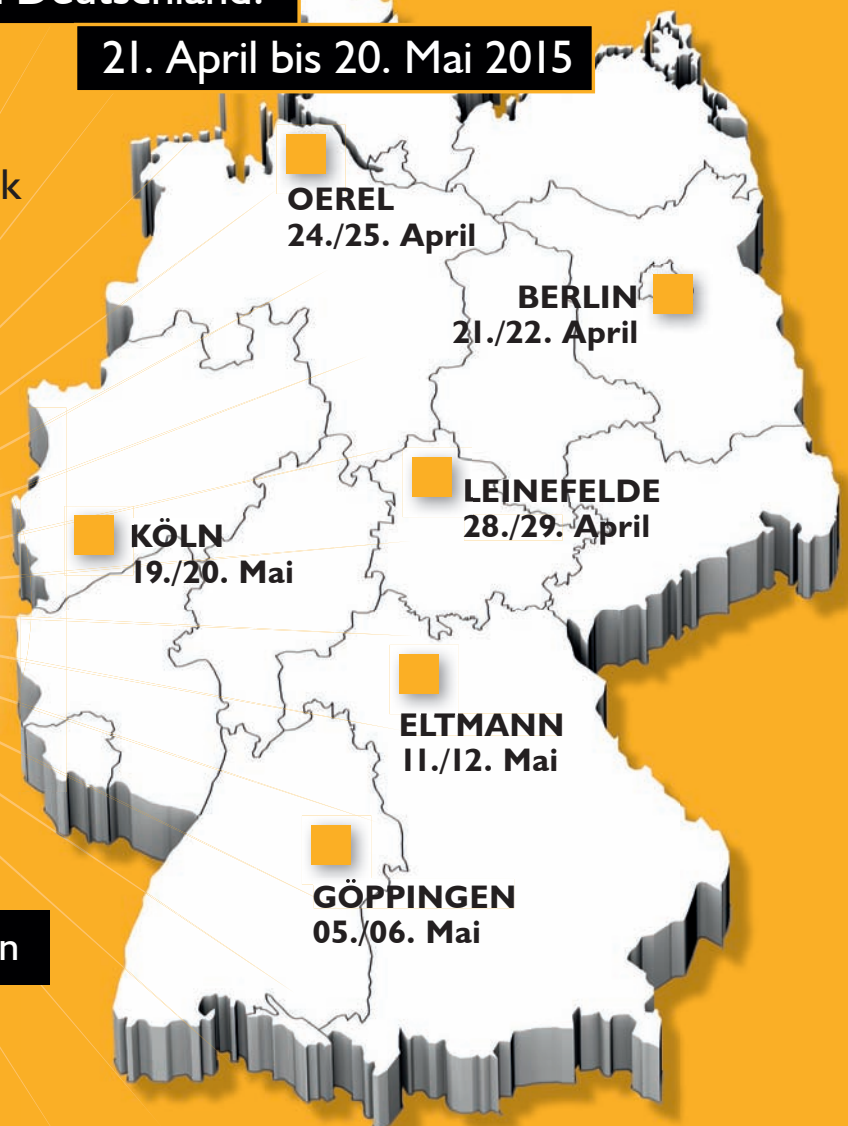 Deutschland.
21. April bis 20. Mai 2015
k
OEREL
24./25. April
BERLIN
21./22. April
LEINEFELDE
28./29. April
KÖLN
19./20. Mai
ELTMANN
11./12. Mai
GÖPPINGEN
05./06. Mai
n